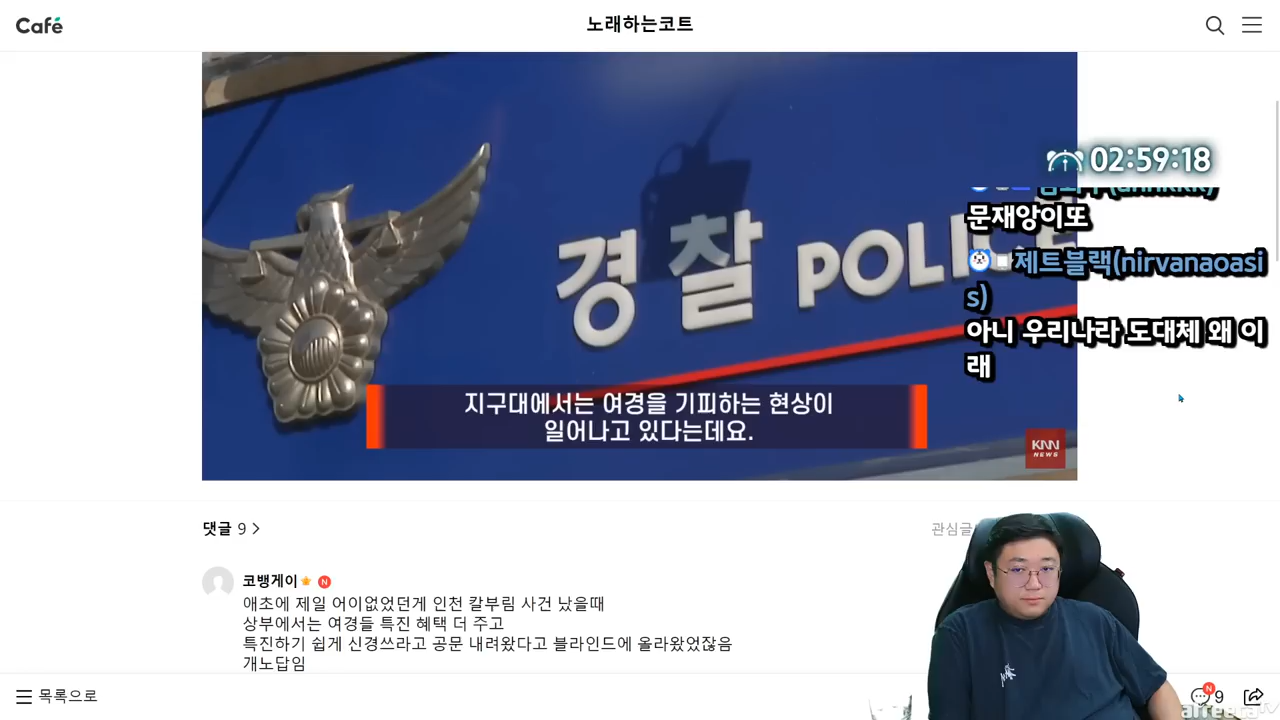 Café
노래하는코트
02:59:18
문재앙이또
제트블랙(nirvanaoasi
s)
아니 우리나라 도대체 왜 이
래
경찰 POLICE
지구대에서는 여경을 기피하는 현상이
일어나고 있다는데요.
KNN
NEWS
댓글 9
관심글
코뱅게이 N
애초에 제일 어이없었던게 인천 칼부림 사건 났을때
상부에서는 여경들 특진 혜택 더 주고
특진하기 쉽게 신경쓰라고 공문 내려왔다고 블라인드에 올라왔었잖음
개노답임
목록으로
N
9
afreecaTV